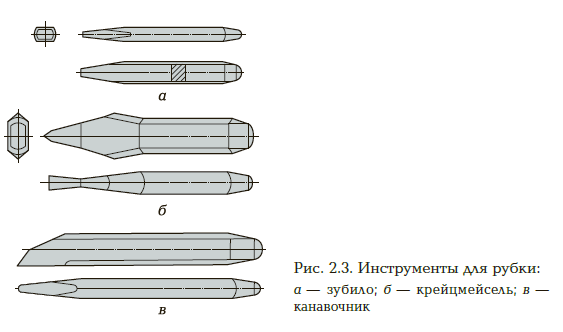 а
б
Рис. 2.3. Инструменты для рубки:
а — зубило; б — крейцмейсель; в —
канавочник
в